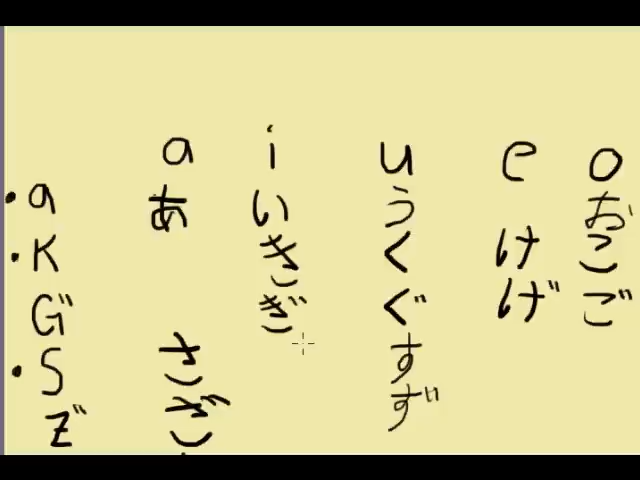 a i u e o
・a あ い う お
・K き く け こ
G゛ ぎ ぐ げ ご
・S さ す
Z゛ ざ ず